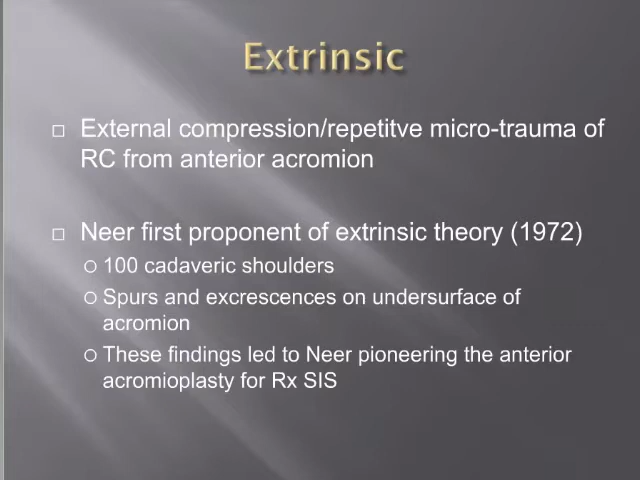 Extrinsic
External compression/repetitve micro-trauma of
RC from anterior acromion
Neer first proponent of extrinsic theory (1972)
100 cadaveric shoulders
Spurs and excrescences on undersurface of
acromion
These findings led to Neer pioneering the anterior
acromioplasty for Rx SIS